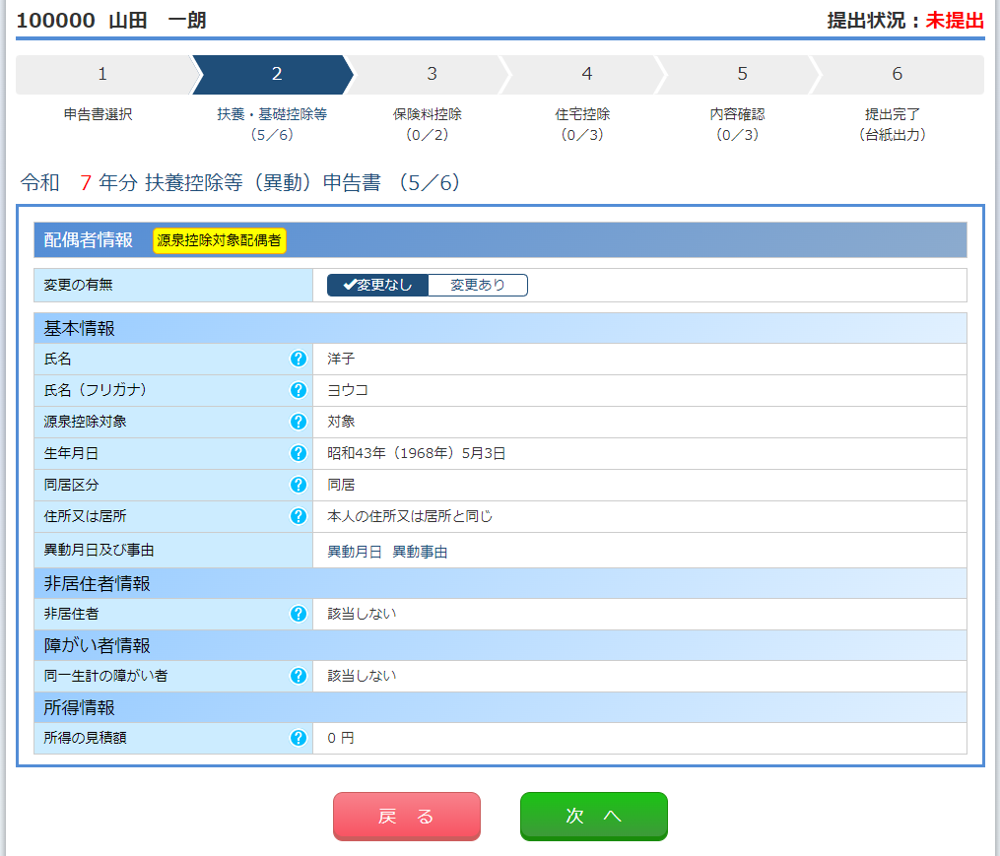 100000 山田　一朗　提出状況：未提出
1 2 3 4 5 6
申告書選択 扶養・基礎控除等 保険料控除 住宅控除 内容確認 提出完了
（5／6） （0／2） （0／3） （0／3） （台紙出力）
令和　7 年分 扶養控除等（異動）申告書 （5／6）
配偶者情報 源泉控除対象配偶者
変更の有無 ✔変更なし 変更あり
基本情報
氏名 ? 洋子
氏名（フリガナ） ? ヨウコ
源泉控除対象 ? 対象
生年月日 ? 昭和43年（1968年）5月3日
同居区分 ? 同居
住所又は居所 ? 本人の住所又は居所と同じ
異動月日及び事由 異動月日 異動事由
非居住者情報
非居住者 ? 該当しない
障がい者情報
同一生計の障がい者 ? 該当しない
所得情報
所得の見積額 ? 0 円
戻　る 次　へ